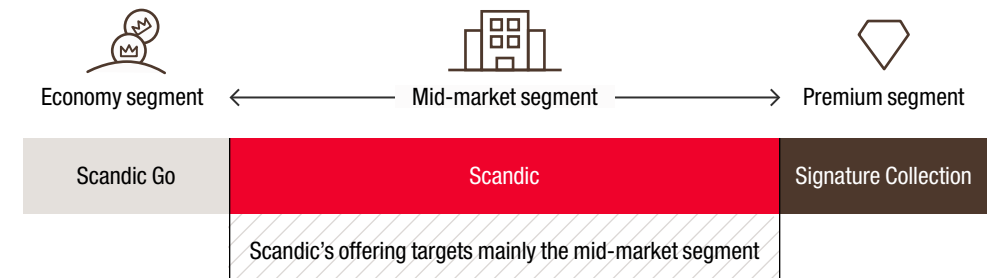 Economy segment
Mid-market segment
Premium segment
Scandic Go
Scandic
Signature Collection
Scandic’s offering targets mainly the mid-market segment